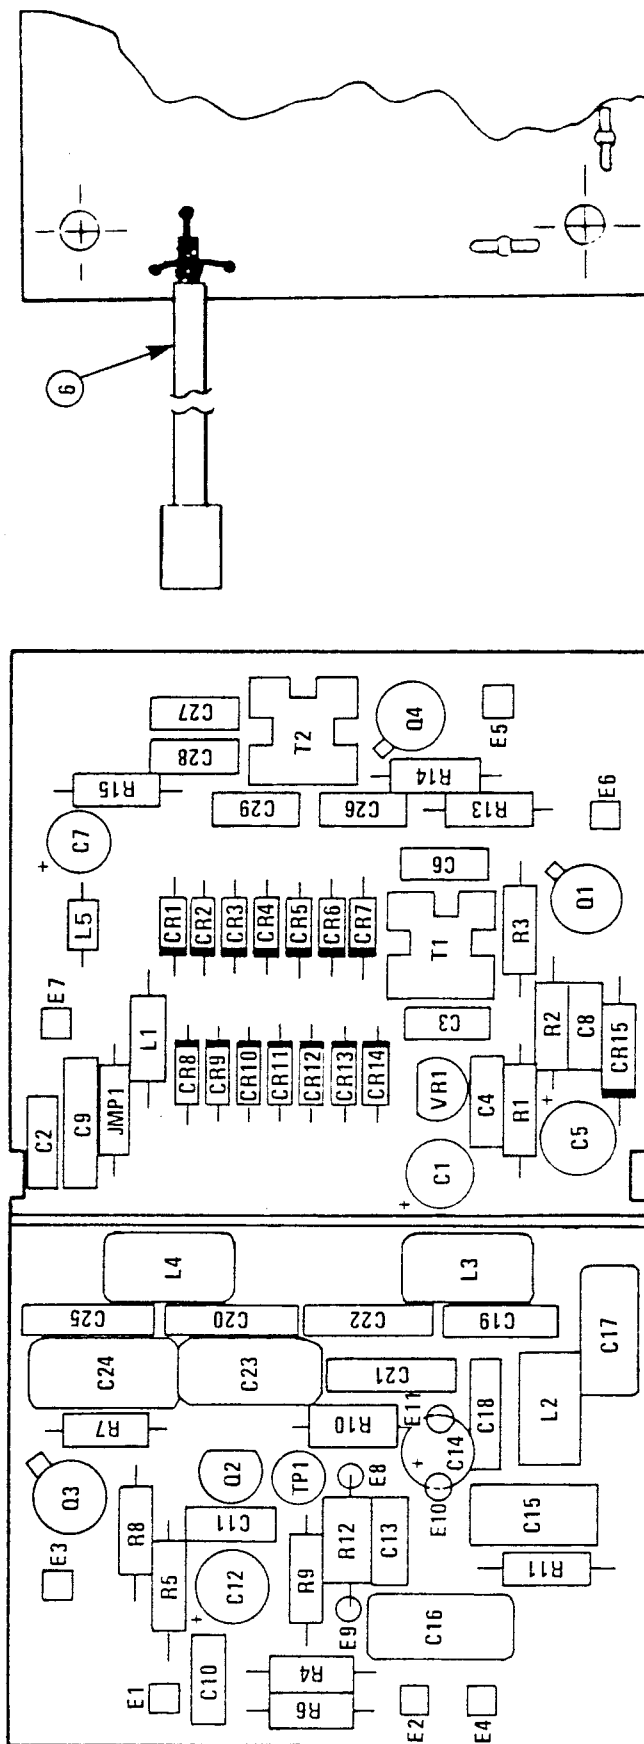 6
C27
C28
T2
Q4
E5
R15
C29
C26
R14
R13
E6
C7
+
L5
CR1
CR2
CR3
CR4
CR5
CR6
CR7
C6
T1
R3
Q1
E7
L1
C2
C9
JMP1
CR8
CR9
CR10
CR11
CR12
CR13
CR14
C3
VR1
C4
R1
R2
C8
CR15
C1
+
C5
+
L4
L3
C25
C20
C22
C19
C17
C24
C23
C21
C18
L2
R7
R10
E11
C14
+
E10
Q3
Q2
TP1
E8
C15
E3
R8
R5
C11
C12
+
R9
R12
C13
R11
E9
C16
E1
C10
R4
R6
E2
E4